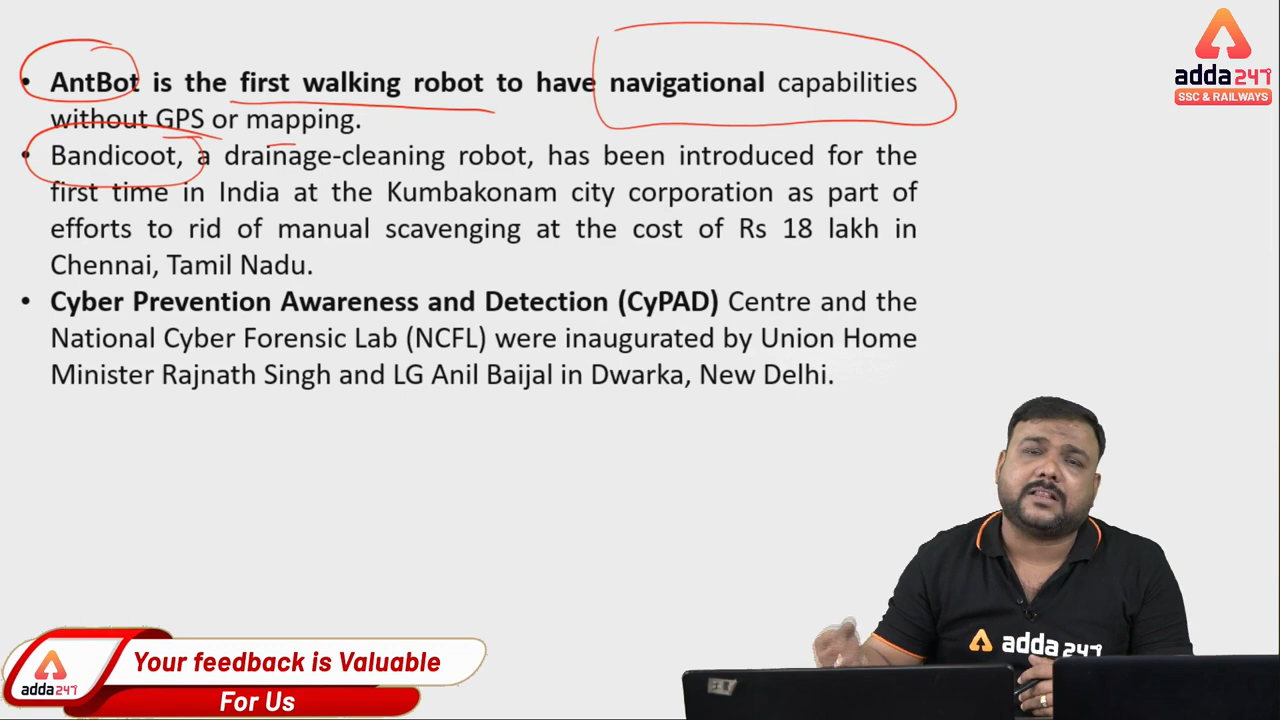 • AntBot is the first walking robot to have navigational capabilities
without GPS or mapping.
• Bandicoot, a drainage-cleaning robot, has been introduced for the
first time in India at the Kumbakonam city corporation as part of
efforts to rid of manual scavenging at the cost of Rs 18 lakh in
Chennai, Tamil Nadu.
• Cyber Prevention Awareness and Detection (CyPAD) Centre and the
National Cyber Forensic Lab (NCFL) were inaugurated by Union Home
Minister Rajnath Singh and LG Anil Baijal in Dwarka, New Delhi.
adda247
SSC & RAILWAYS
adda247
adda247
Your feedback is Valuable
For Us